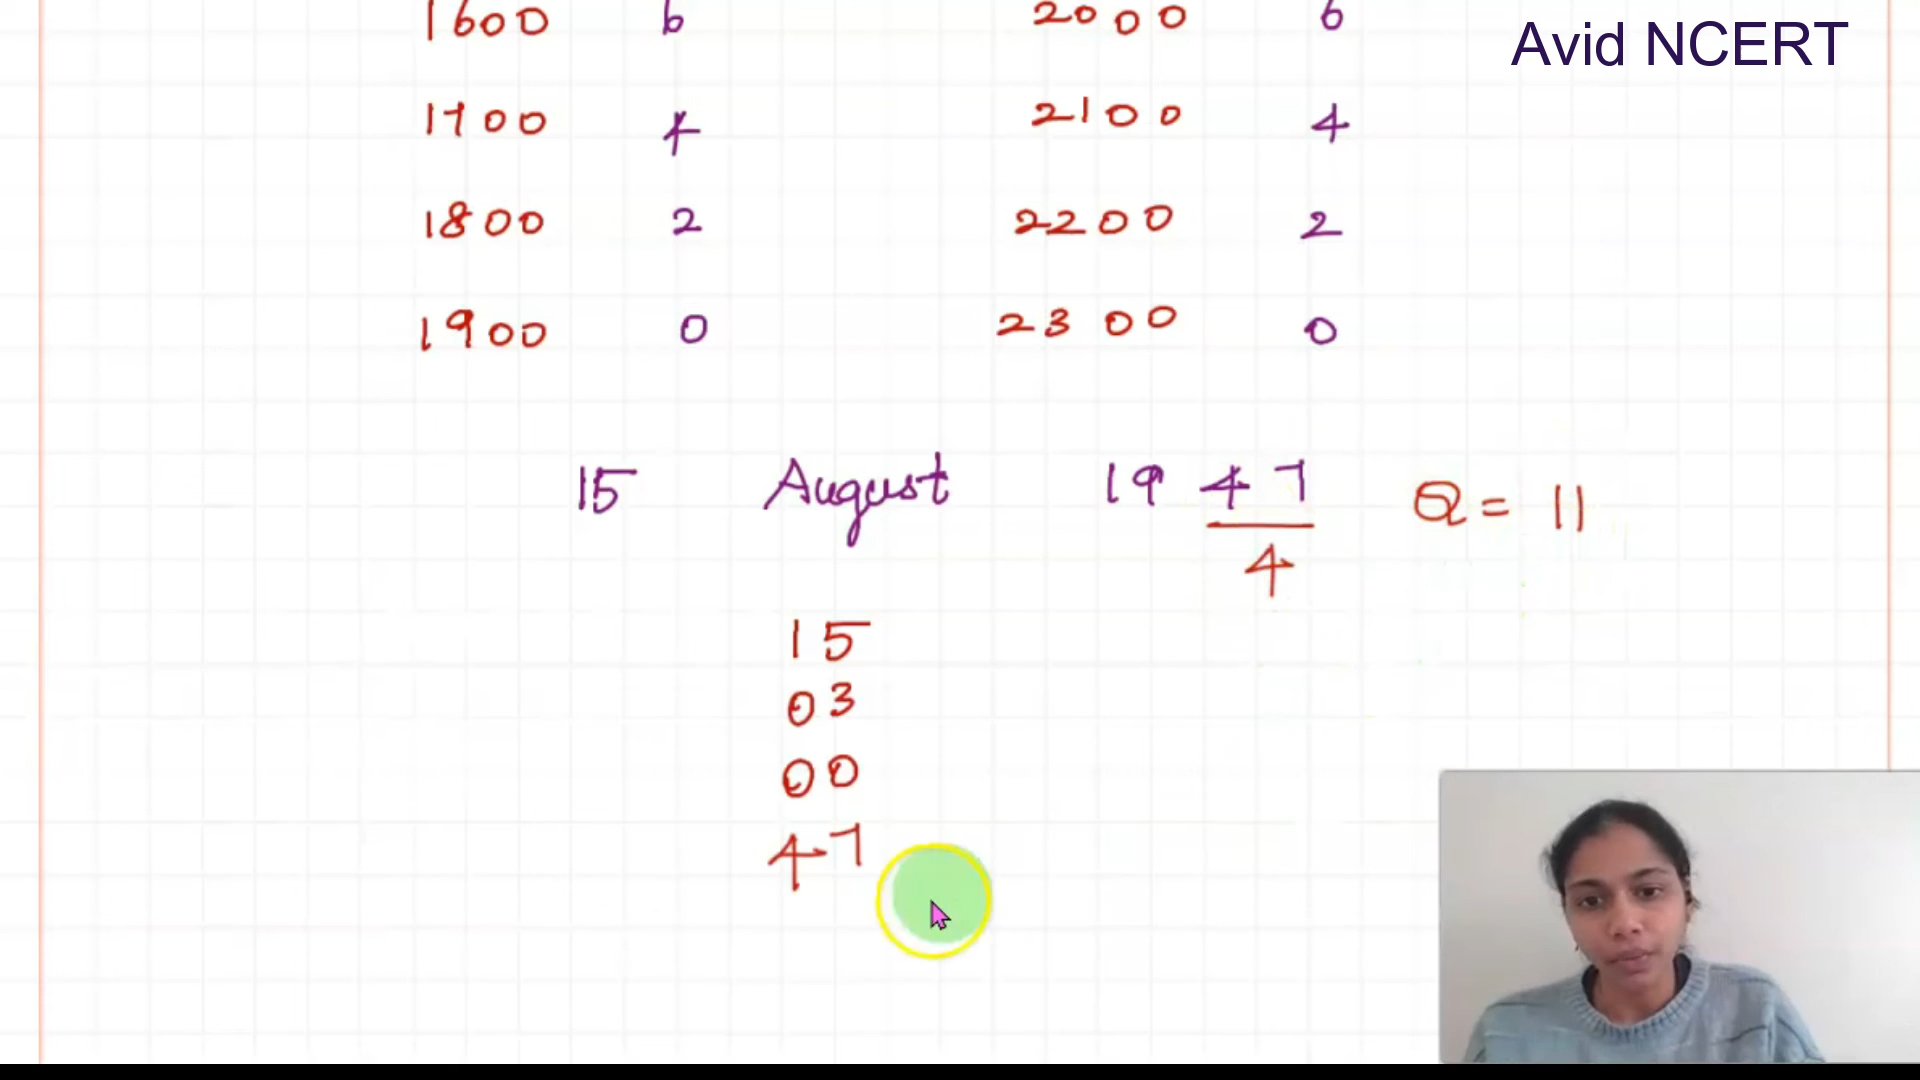 1600 6 2000 6
Avid NCERT
1700 4 2100 4
1800 2 2200 2
1900 0 2300 0
15 August 1947 Q = 11
4
15
03
00
47